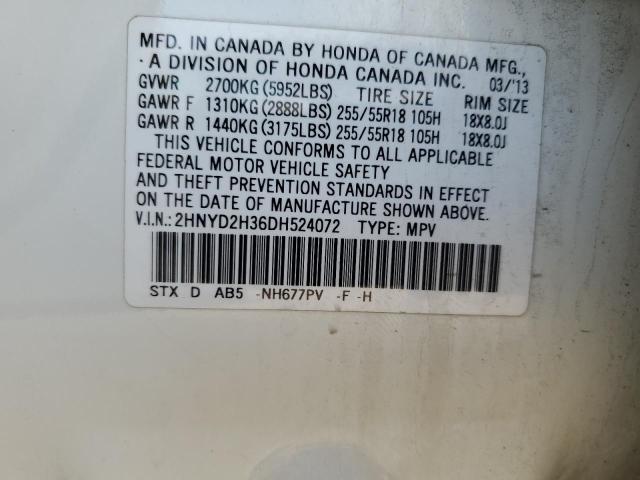 MFD. IN CANADA BY HONDA OF CANADA MFG.,
A DIVISION OF HONDA CANADA INC. 03/'13
GVWR 2700KG (5952LBS) TIRE SIZE RIM SIZE
GAWR F 1310KG (2888LBS) 255/55R18 105H 18X8.0J
GAWR R 1440KG (3175LBS) 255/55R18 105H 18X8.0J
THIS VEHICLE CONFORMS TO ALL APPLICABLE
FEDERAL MOTOR VEHICLE SAFETY
AND THEFT PREVENTION STANDARDS IN EFFECT
ON THE DATE OF MANUFACTURE SHOWN ABOVE.
V.I.N.: 2HNYD2H36DH524072 TYPE: MPV
STX D AB5 -NH677PV -F -H